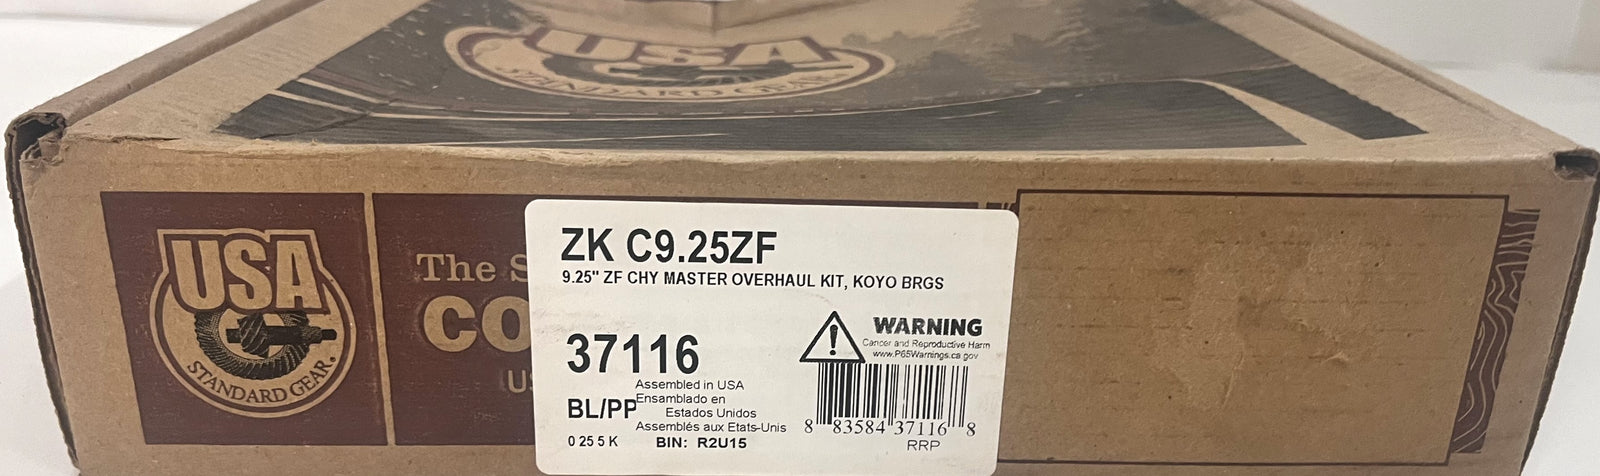 USA
STANDARD GEAR
USA
STANDARD GEAR®
The
ZK C9.25ZF
9.25" ZF CHY MASTER OVERHAUL KIT, KOYO BRGS
37116
WARNING
Cancer and Reproductive Harm
www.P65Warnings.ca.gov
Assembled in USA
Ensamblado en
Estados Unidos
Assemblés aux Etats-Unis
BL/PP
0 25 5 K
BIN: R2U15
8 83584 37116 8
RRP